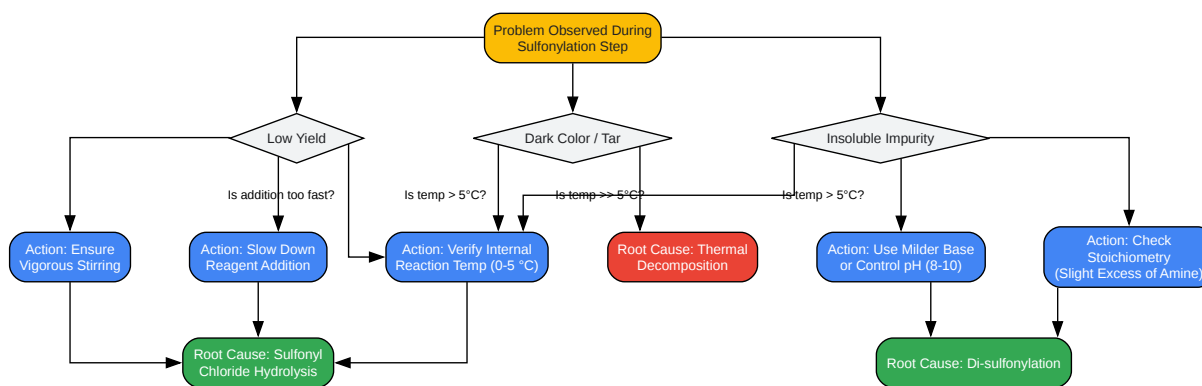 Problem Observed During
Sulfonylation Step
Low Yield
Dark Color / Tar
Insoluble Impurity
Is addition too fast?
Is temp > 5°C?
Is temp >> 5°C?
Is temp > 5°C?
Action: Ensure
Vigorous Stirring
Action: Slow Down
Reagent Addition
Action: Verify Internal
Reaction Temp (0-5 °C)
Root Cause: Thermal
Decomposition
Action: Use Milder Base
or Control pH (8-10)
Action: Check
Stoichiometry
(Slight Excess of Amine)
Root Cause: Sulfonyl
Chloride Hydrolysis
Root Cause: Di-sulfonylation